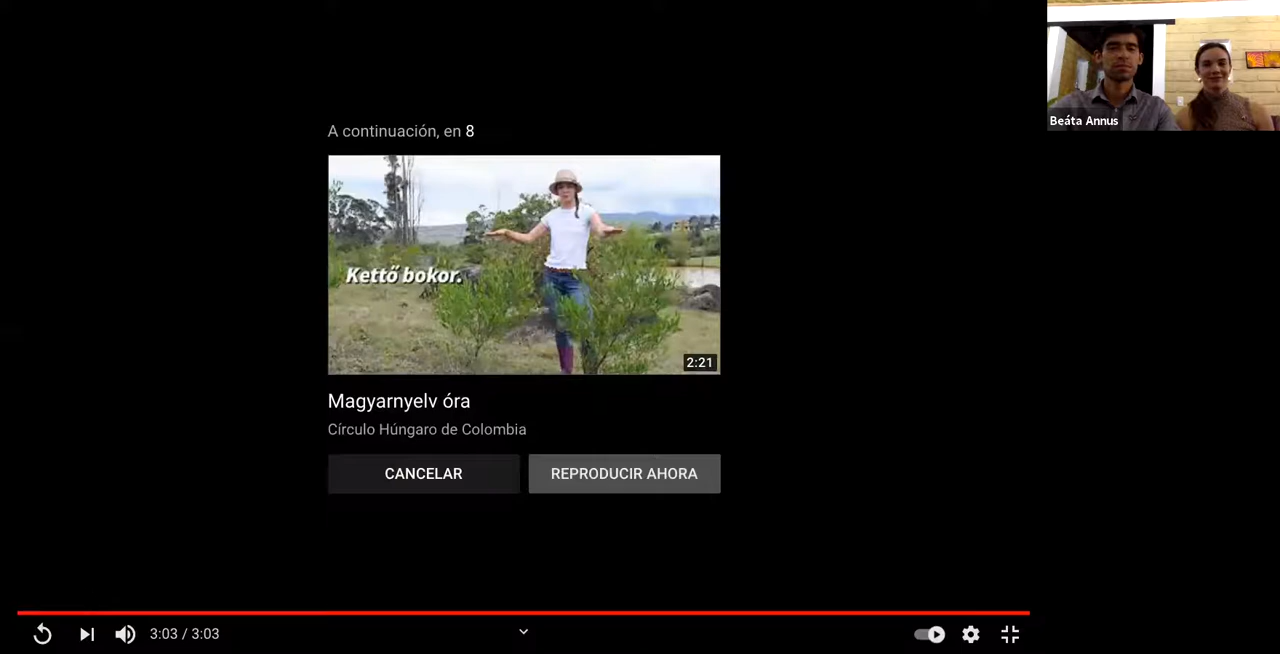 A continuación, en 8
Beáta Annus
Kettő bokor.
2:21
Magyarnyelv óra
Círculo Húngaro de Colombia
CANCELAR
REPRODUCIR AHORA
3:03 / 3:03